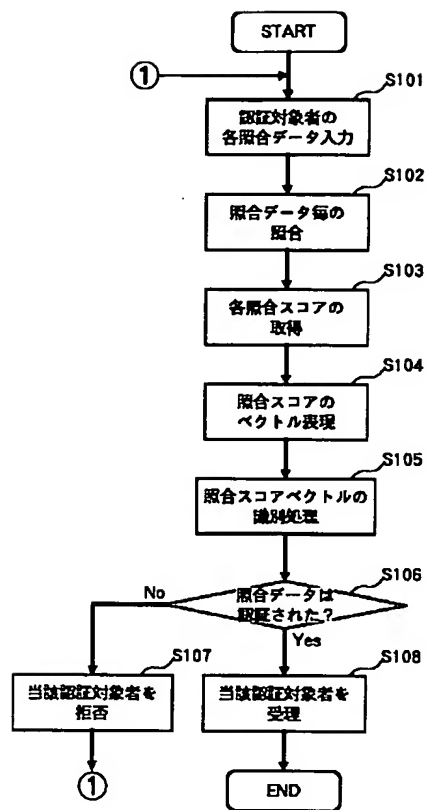 START
①
S101
認証対象者の
各照合データ入力
S102
照合データ毎の
照合
S103
各照合スコアの
取得
S104
照合スコアの
ベクトル表現
S105
照合スコアベクトルの
識別処理
S106
照合データは
認証された？
No
Yes
S107
当該認証対象者を
拒否
S108
当該認証対象者を
受理
①
END